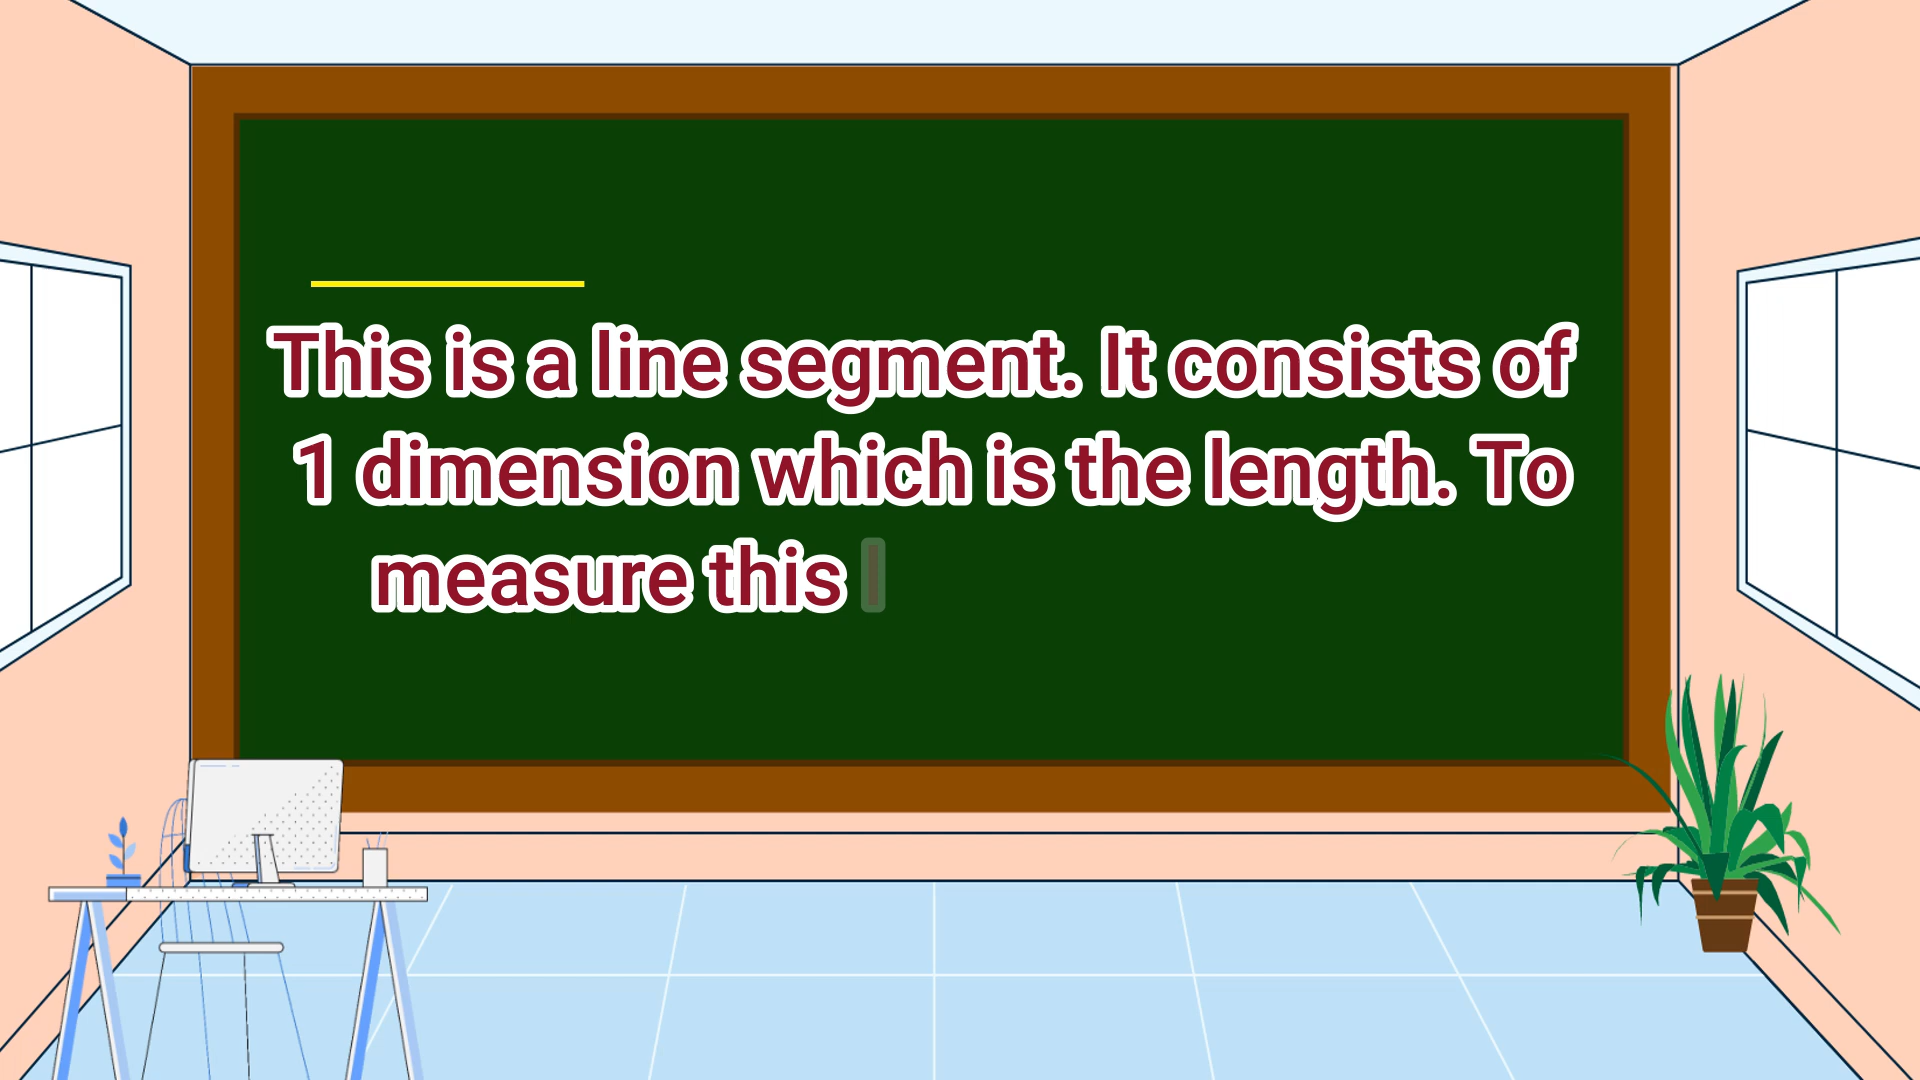 This is a line segment. It consists of
1 dimension which is the length. To
measure this l